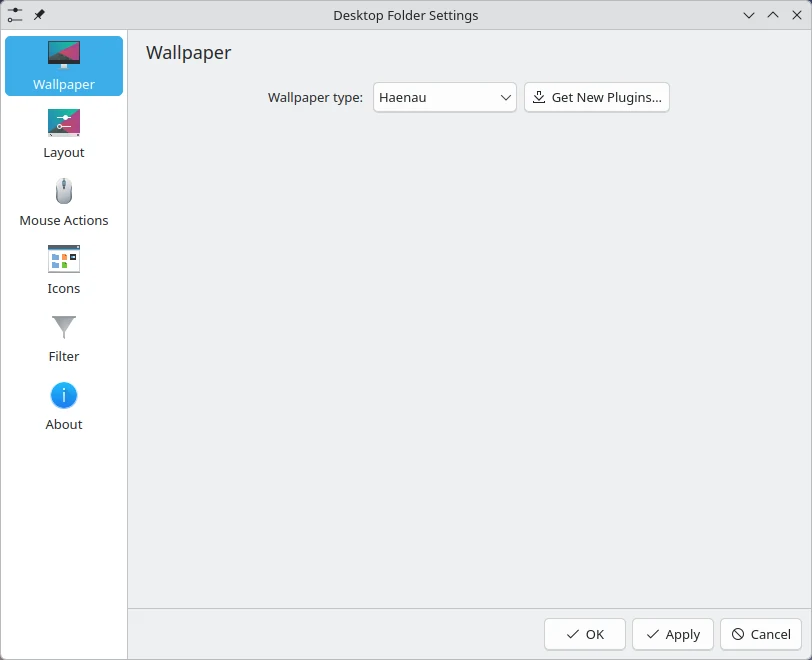 Desktop Folder Settings
Wallpaper
Layout
Mouse Actions
Icons
Filter
About
Wallpaper
Wallpaper type: Haenau Get New Plugins...
OK Apply Cancel